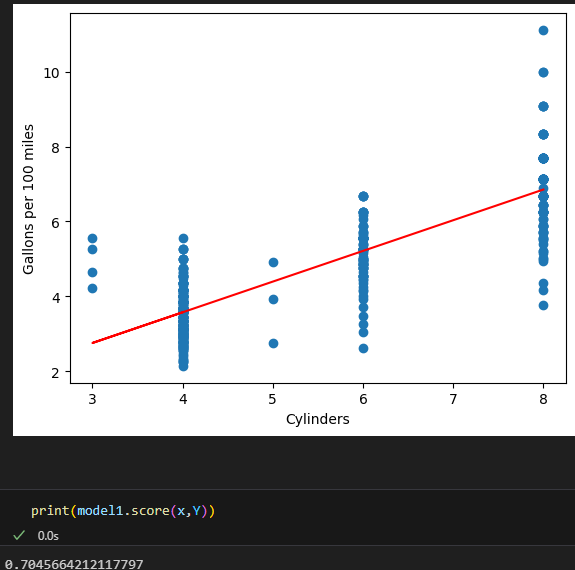 10
8
6
4
2
Gallons per 100 miles
3 4 5 6 7 8
Cylinders
print(model1.score(x,Y))
✓ 0.0s
0.7045664212117797